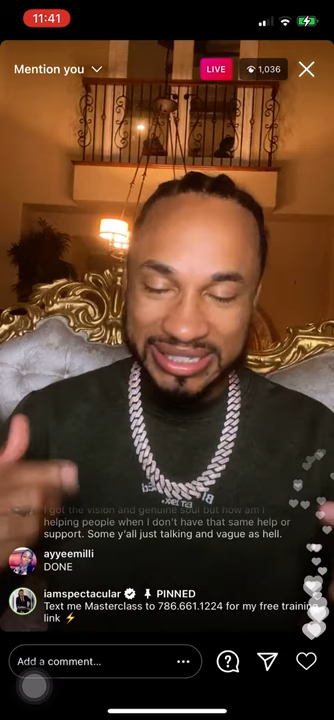 11:41
Mention you
LIVE
1,036
I got the vision and genuine soul but how am I
helping people when I don't have that same help or
support. Some y'all just talking and vague as hell.
ayyeemilli
DONE
iamspectacular PINNED
Text me Masterclass to 786.661.1224 for my free training
link ⚡
Add a comment...